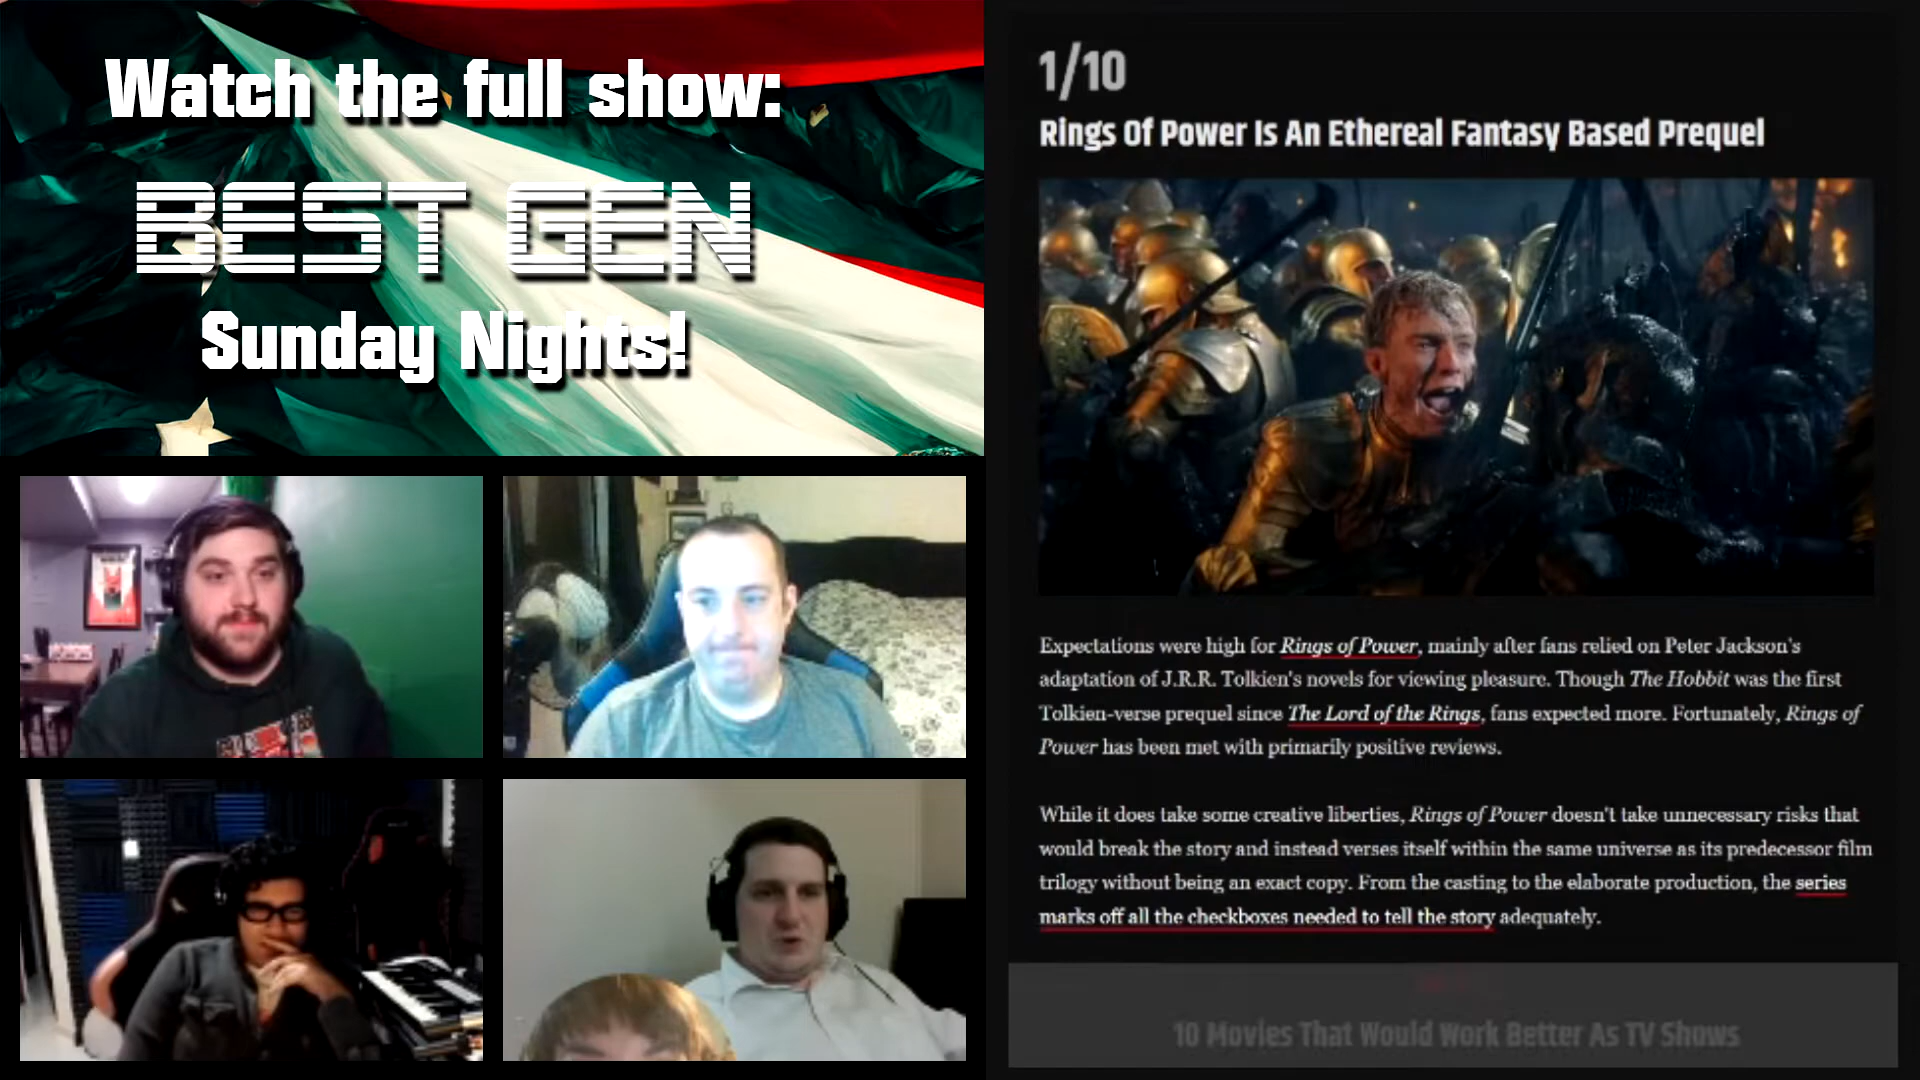 Watch the full show:
BEST GEN
Sunday Nights!
1/10
Rings Of Power Is An Ethereal Fantasy Based Prequel
Expectations were high for Rings of Power, mainly after fans relied on Peter Jackson's
adaptation of J.R.R. Tolkien's novels for viewing pleasure. Though The Hobbit was the first
Tolkien-verse prequel since The Lord of the Rings, fans expected more. Fortunately, Rings of
Power has been met with primarily positive reviews.
While it does take some creative liberties, Rings of Power doesn't take unnecessary risks that
would break the story and instead verses itself within the same universe as its predecessor film
trilogy without being an exact copy. From the casting to the elaborate production, the series
marks off all the checkboxes needed to tell the story adequately.
10 Movies That Would Work Better As TV Shows